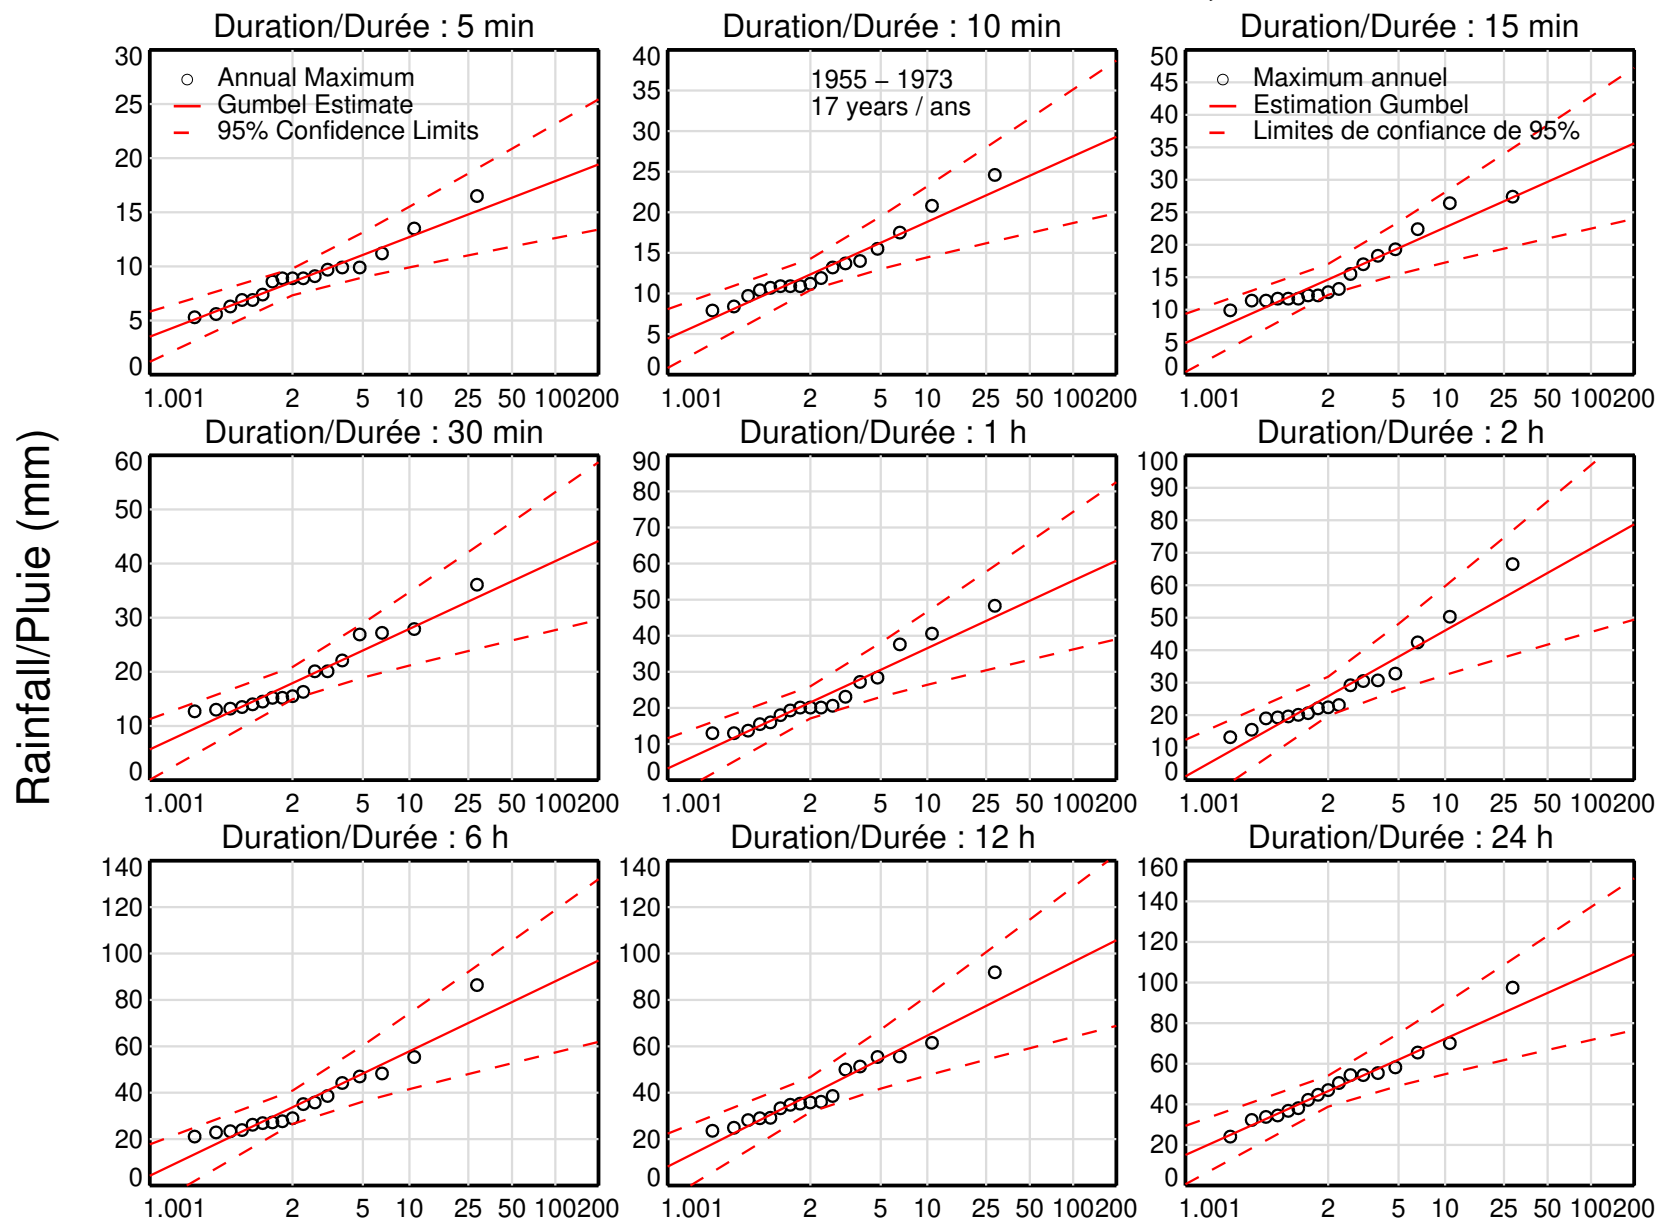 Duration/Durée : 5 min
30
25
20
15
10
5
0
Annual Maximum
Gumbel Estimate
95% Confidence Limits
1.001 2 5 10 25 50 100200
Duration/Durée : 10 min
40
35
30
25
20
15
10
5
0
1955 − 1973
17 years / ans
1.001 2 5 10 25 50 100200
Duration/Durée : 15 min
50
45
40
35
30
25
20
15
10
5
0
Maximum annuel
Estimation Gumbel
Limites de confiance de 95%
1.001 2 5 10 25 50 100200
Rainfall/Pluie (mm)
Duration/Durée : 30 min
60
50
40
30
20
10
0
1.001 2 5 10 25 50 100200
Duration/Durée : 1 h
90
80
70
60
50
40
30
20
10
0
1.001 2 5 10 25 50 100200
Duration/Durée : 2 h
100
90
80
70
60
50
40
30
20
10
0
1.001 2 5 10 25 50 100200
Duration/Durée : 6 h
140
120
100
80
60
40
20
0
1.001 2 5 10 25 50 100200
Duration/Durée : 12 h
140
120
100
80
60
40
20
0
1.001 2 5 10 25 50 100200
Duration/Durée : 24 h
160
140
120
100
80
60
40
20
0
1.001 2 5 10 25 50 100200